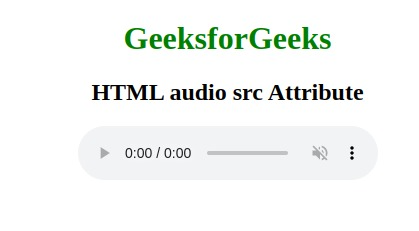 GeeksforGeeks
HTML audio src Attribute
0:00 / 0:00